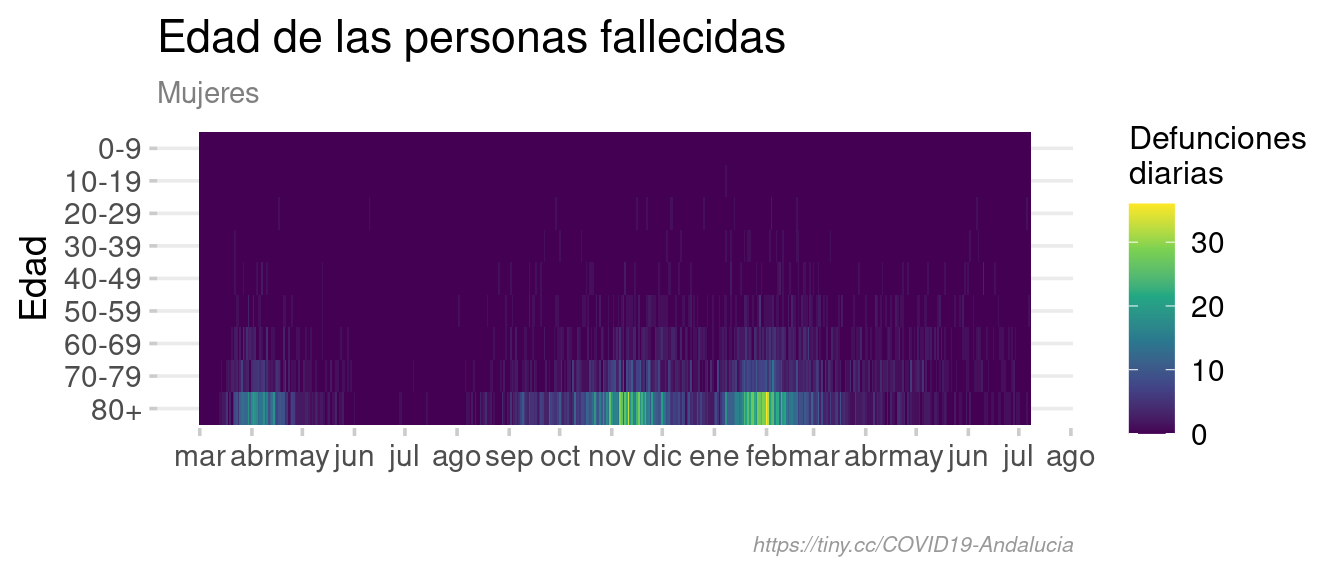 Edad de las personas fallecidas
Mujeres
Defunciones
diarias
30
20
10
0
Edad
0-9
10-19
20-29
30-39
40-49
50-59
60-69
70-79
80+
mar abr may jun jul ago sep oct nov dic ene feb mar abr may jun jul ago
https://tiny.cc/COVID19-Andalucia